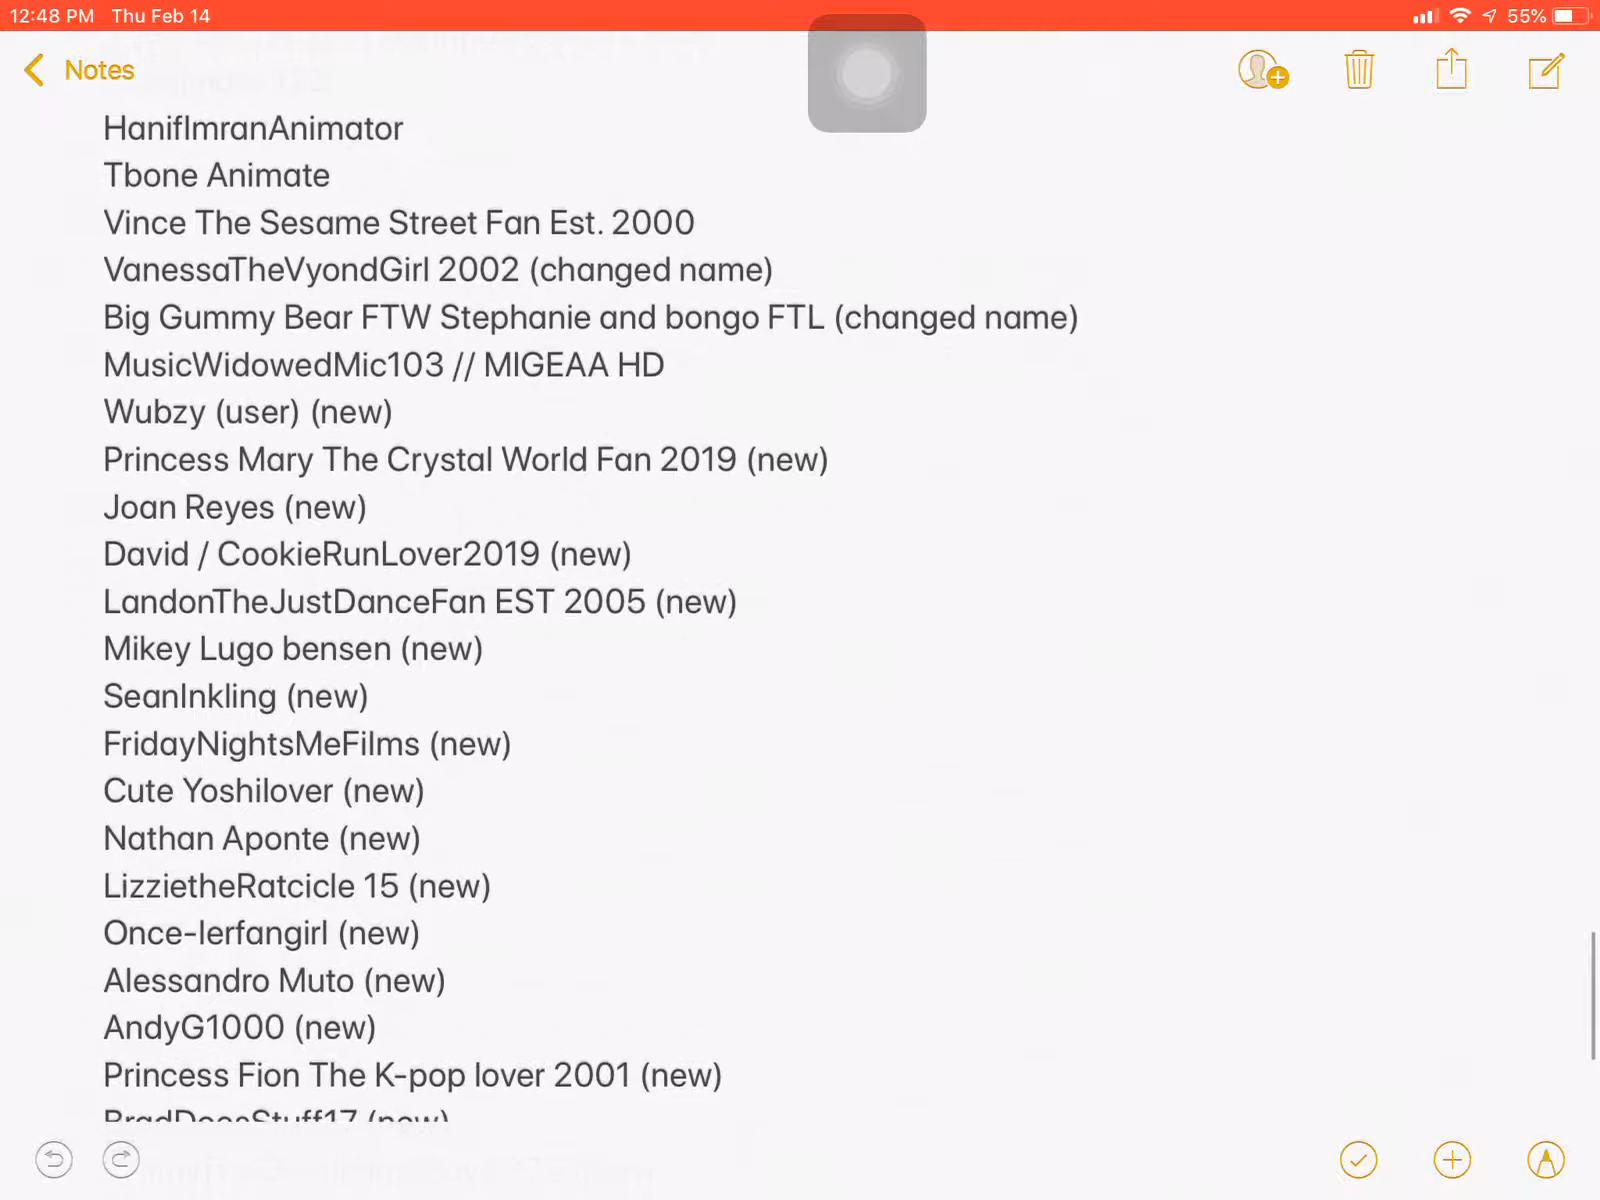 12:48 PM Thu Feb 14 55%
Notes
HanifImranAnimator
Tbone Animate
Vince The Sesame Street Fan Est. 2000
VanessaTheVyondGirl 2002 (changed name)
Big Gummy Bear FTW Stephanie and bongo FTL (changed name)
MusicWidowedMic103 // MIGEAA HD
Wubzy (user) (new)
Princess Mary The Crystal World Fan 2019 (new)
Joan Reyes (new)
David / CookieRunLover2019 (new)
LandonTheJustDanceFan EST 2005 (new)
Mikey Lugo bensen (new)
SeanInkling (new)
FridayNightsMeFilms (new)
Cute Yoshilover (new)
Nathan Aponte (new)
LizzietheRatcicle 15 (new)
Once-lerfangirl (new)
Alessandro Muto (new)
AndyG1000 (new)
Princess Fion The K-pop lover 2001 (new)
BradDoesStuff17 (new)